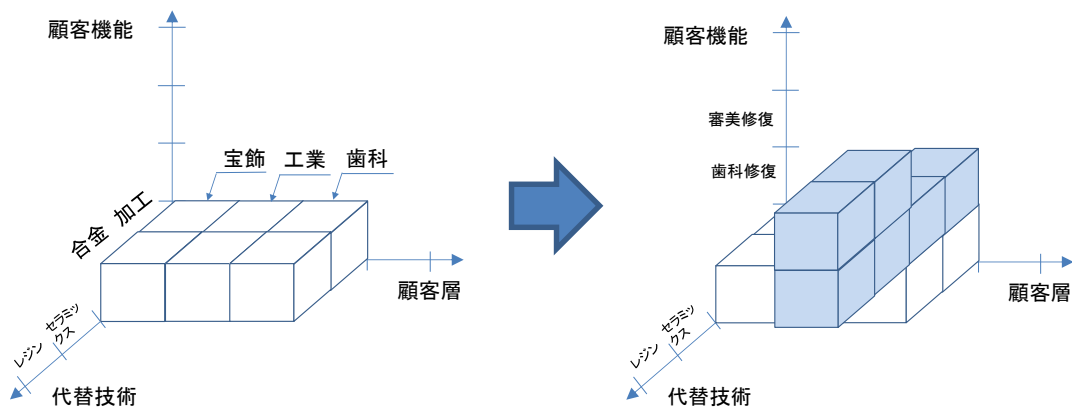 顧客機能
宝飾
工業
歯科
合金 加工
顧客層
セラミッ
クス
レジン
代替技術
顧客機能
審美修復
歯科修復
顧客層
セラミッ
クス
レジン
代替技術